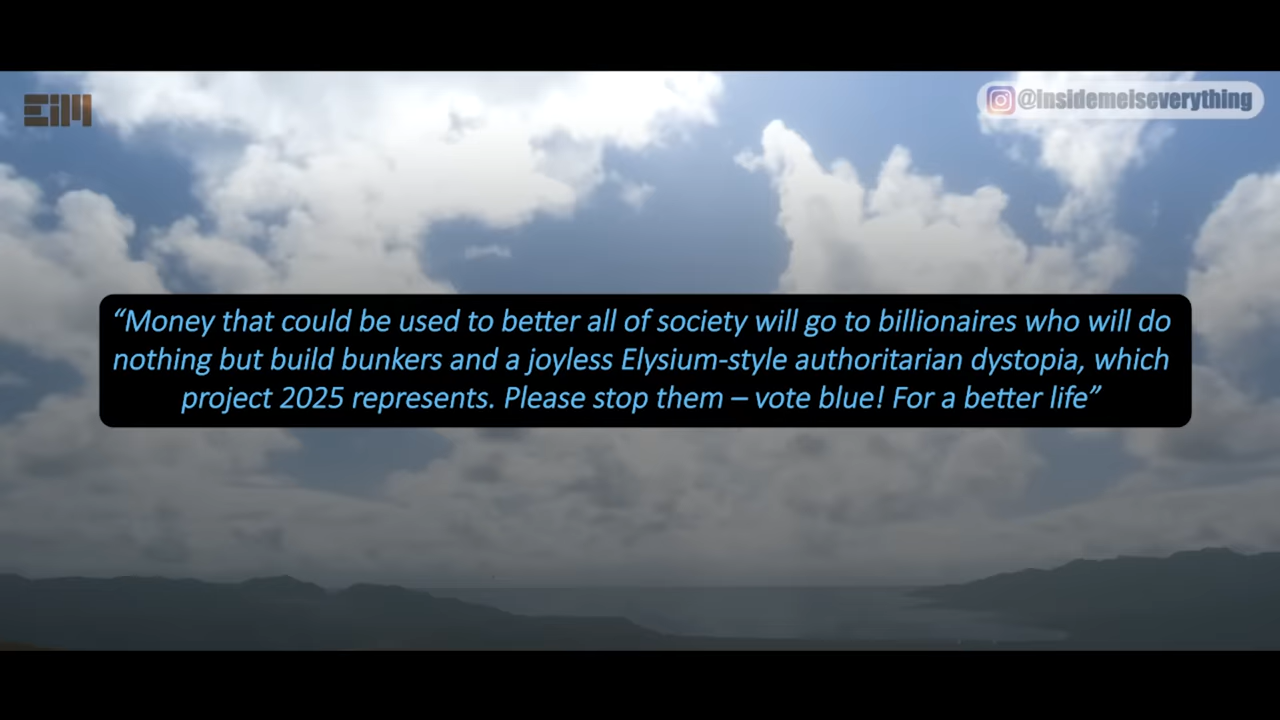 EiM
@Insidemeiseverything
“Money that could be used to better all of society will go to billionaires who will do
nothing but build bunkers and a joyless Elysium-style authoritarian dystopia, which
project 2025 represents. Please stop them – vote blue! For a better life”